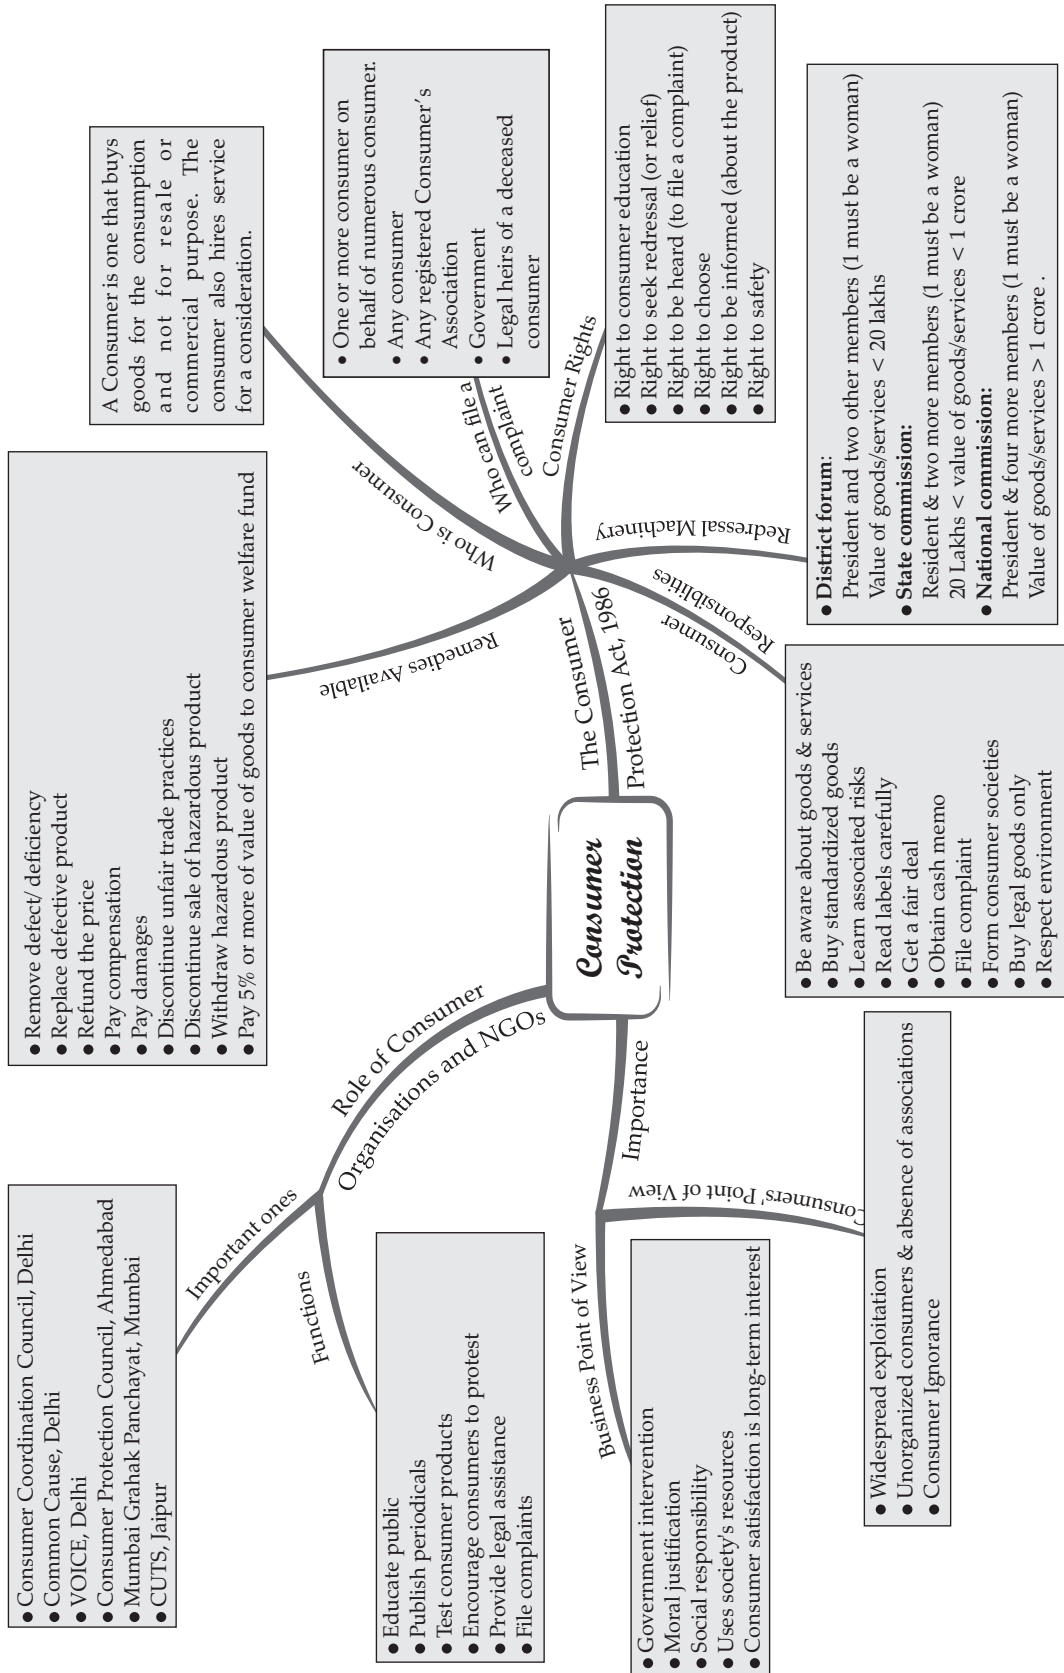 Consumer
Protection
The Consumer
Protection Act, 1986
Remedies Available
● Remove defect/ deficiency
● Replace defective product
● Refund the price
● Pay compensation
● Pay damages
● Discontinue unfair trade practices
● Discontinue sale of hazardous product
● Withdraw hazardous product
● Pay 5% or more of value of goods to consumer welfare fund
Who is Consumer
A Consumer is one that buys
goods for the consumption
and not for resale or
commercial purpose. The
consumer also hires service
for a consideration.
Who can file a
complaint
● One or more consumer on
behalf of numerous consumer.
● Any consumer
● Any registered Consumer's
Association
● Government
● Legal heirs of a deceased
consumer
Consumer Rights
● Right to consumer education
● Right to seek redressal (or relief)
● Right to be heard (to file a complaint)
● Right to choose
● Right to be informed (about the product)
● Right to safety
Redressal Machinery
● District forum:
President and two other members (1 must be a woman)
Value of goods/services < 20 lakhs
● State commission:
Resident & two more members (1 must be a woman)
20 Lakhs < value of goods/services < 1 crore
● National commission:
President & four more members (1 must be a woman)
Value of goods/services > 1 crore .
Consumer
Responsiblities
● Be aware about goods & services
● Buy standardized goods
● Learn associated risks
● Read labels carefully
● Get a fair deal
● Obtain cash memo
● File complaint
● Form consumer societies
● Buy legal goods only
● Respect environment
Role of Consumer
Organisations and NGOs
Important ones
● Consumer Coordination Council, Delhi
● Common Cause, Delhi
● VOICE, Delhi
● Consumer Protection Council, Ahmedabad
● Mumbai Grahak Panchayat, Mumbai
● CUTS, Jaipur
Functions
● Educate public
● Publish periodicals
● Test consumer products
● Encourage consumers to protest
● Provide legal assistance
● File complaints
Importance
Business Point of View
● Government intervention
● Moral justification
● Social responsibility
● Uses society's resources
● Consumer satisfaction is long-term interest
Consumers' Point of View
● Widespread exploitation
● Unorganized consumers & absence of associations
● Consumer Ignorance